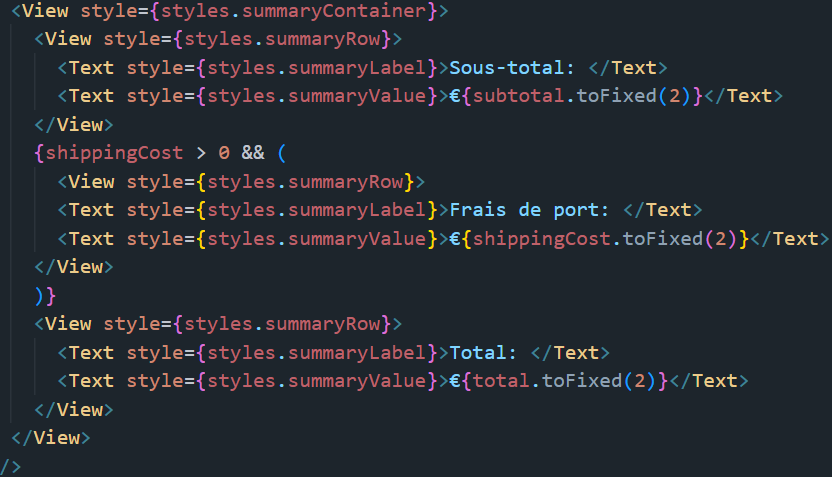 <View style={styles.summaryContainer}>
<View style={styles.summaryRow}>
<Text style={styles.summaryLabel}>Sous-total: </Text>
<Text style={styles.summaryValue}>€{subtotal.toFixed(2)}</Text>
</View>
{shippingCost > 0 && (
<View style={styles.summaryRow}>
<Text style={styles.summaryLabel}>Frais de port: </Text>
<Text style={styles.summaryValue}>€{shippingCost.toFixed(2)}</Text>
</View>
)}
<View style={styles.summaryRow}>
<Text style={styles.summaryLabel}>Total: </Text>
<Text style={styles.summaryValue}>€{total.toFixed(2)}</Text>
</View>
</View>
/>